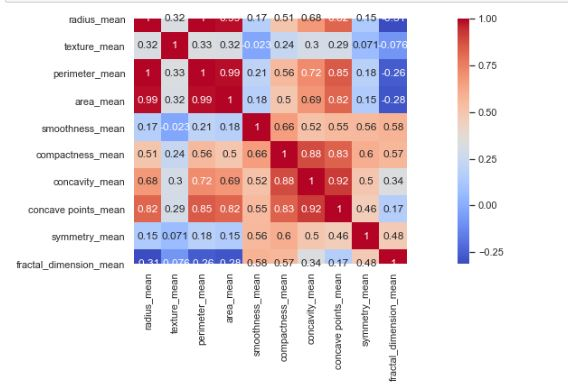 radius_mean 1 0.32 1 0.99 0.17 0.51 0.68 0.82 0.15 -0.31
texture_mean 0.32 1 0.33 0.32 -0.023 0.24 0.3 0.29 0.071 -0.076
perimeter_mean 1 0.33 1 0.99 0.21 0.56 0.72 0.85 0.18 -0.26
area_mean 0.99 0.32 0.99 1 0.18 0.5 0.69 0.82 0.15 -0.28
smoothness_mean 0.17 -0.023 0.21 0.18 1 0.66 0.52 0.55 0.56 0.58
compactness_mean 0.51 0.24 0.56 0.5 0.66 1 0.88 0.83 0.6 0.57
concavity_mean 0.68 0.3 0.72 0.69 0.52 0.88 1 0.92 0.5 0.34
concave points_mean 0.82 0.29 0.85 0.82 0.55 0.83 0.92 1 0.46 0.17
symmetry_mean 0.15 0.071 0.18 0.15 0.56 0.6 0.5 0.46 1 0.48
fractal_dimension_mean -0.31 -0.076 -0.26 -0.28 0.58 0.57 0.34 0.17 0.48 1
radius_mean
texture_mean
perimeter_mean
area_mean
smoothness_mean
compactness_mean
concavity_mean
concave points_mean
symmetry_mean
fractal_dimension_mean
1.00
0.75
0.50
0.25
0.00
−0.25